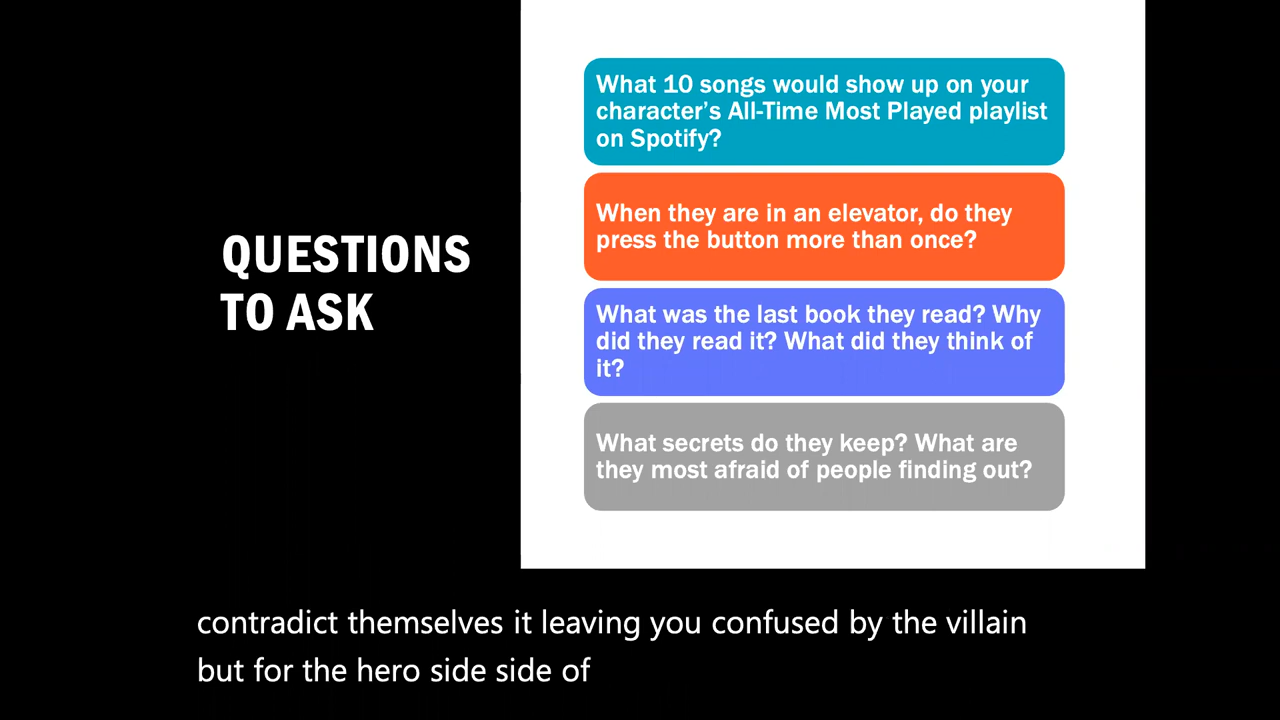 QUESTIONS
TO ASK
What 10 songs would show up on your
character's All-Time Most Played playlist
on Spotify?
When they are in an elevator, do they
press the button more than once?
What was the last book they read? Why
did they read it? What did they think of
it?
What secrets do they keep? What are
they most afraid of people finding out?
contradict themselves it leaving you confused by the villain
but for the hero side side of